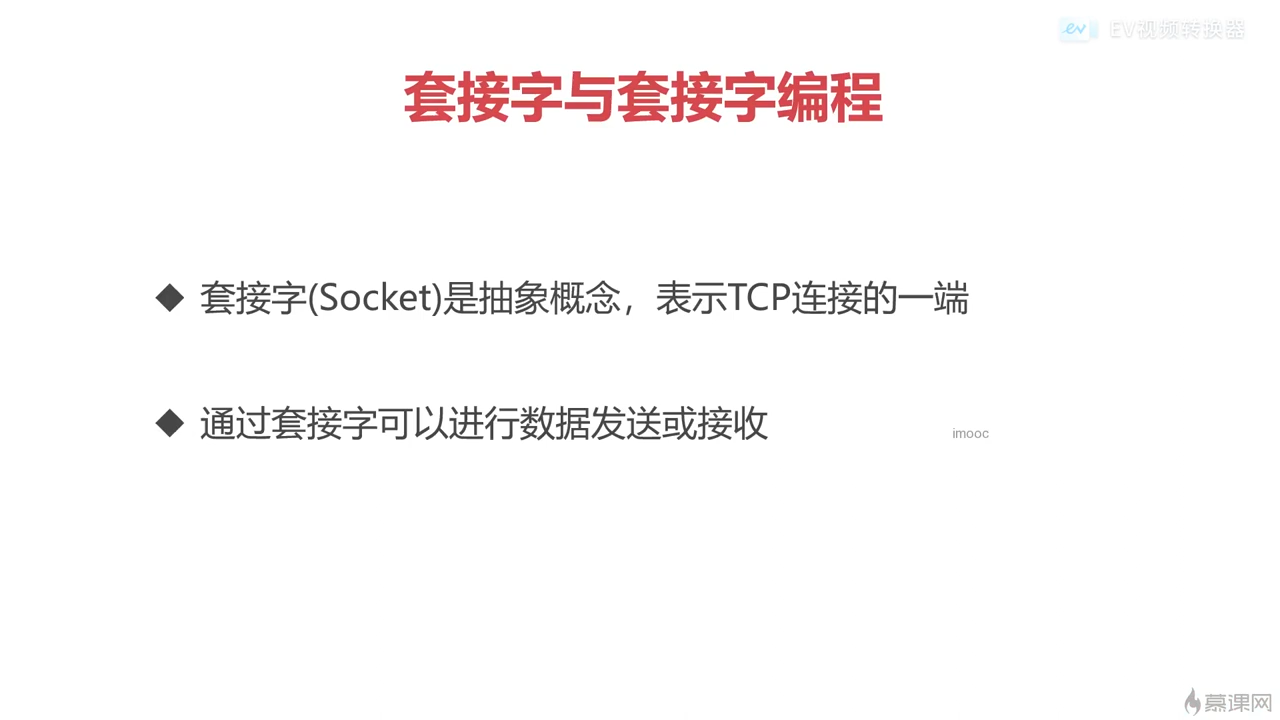 ev EV视频转换器
套接字与套接字编程
◆ 套接字(Socket)是抽象概念，表示TCP连接的一端
◆ 通过套接字可以进行数据发送或接收
imooc
慕课网